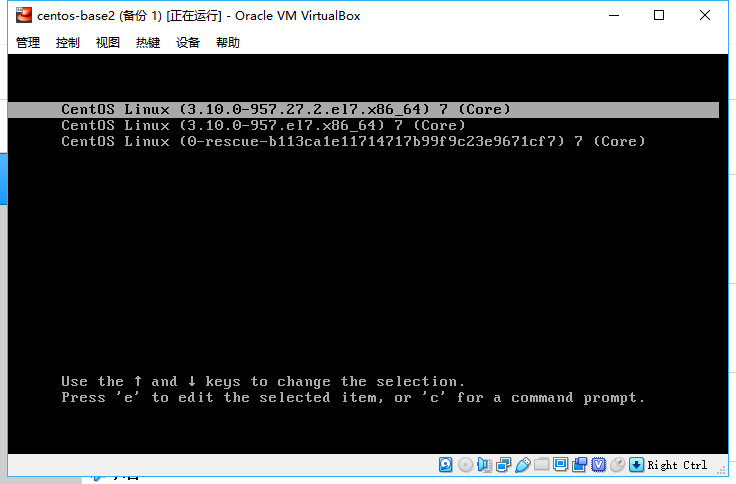 centos-base2 (备份 1) [正在运行] - Oracle VM VirtualBox
管理 控制 视图 热键 设备 帮助
CentOS Linux (3.10.0-957.27.2.el7.x86_64) 7 (Core)
CentOS Linux (3.10.0-957.el7.x86_64) 7 (Core)
CentOS Linux (0-rescue-b113ca1e11714717b99f9c23e9671cf7) 7 (Core)
Use the ↑ and ↓ keys to change the selection.
Press 'e' to edit the selected item, or 'c' for a command prompt.
Right Ctrl